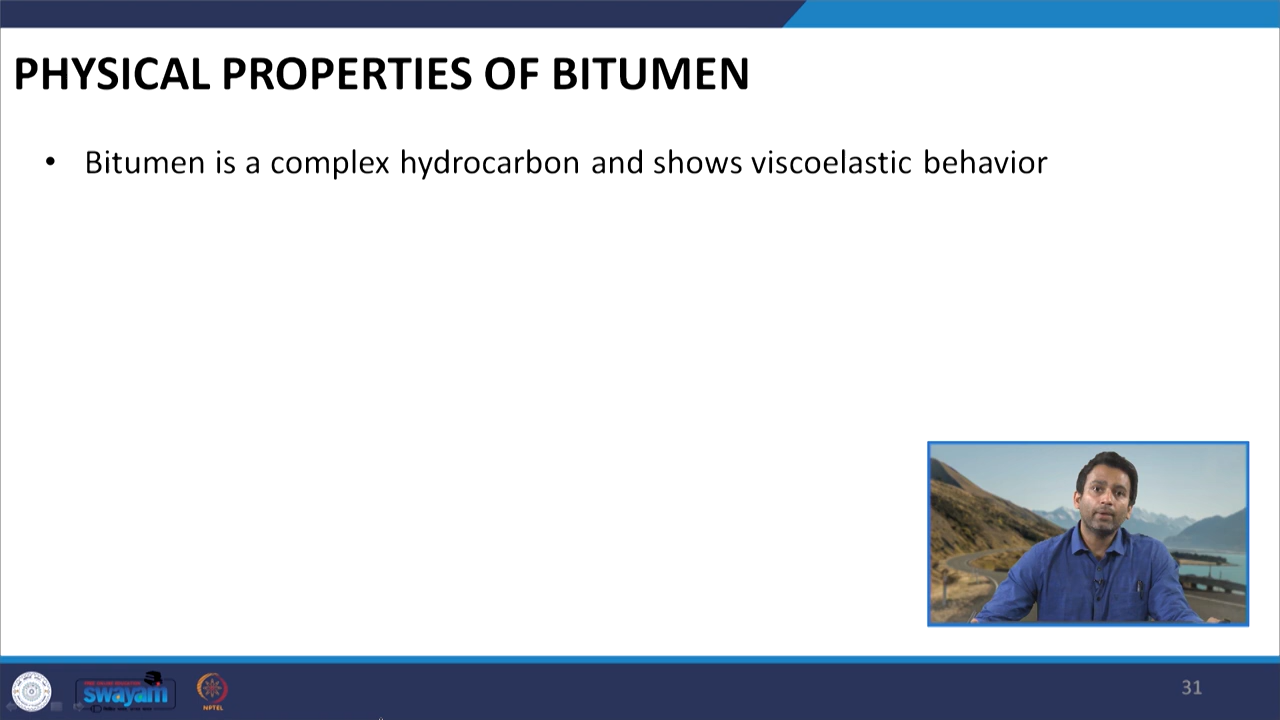 PHYSICAL PROPERTIES OF BITUMEN
• Bitumen is a complex hydrocarbon and shows viscoelastic behavior
swayam
NPTEL
31